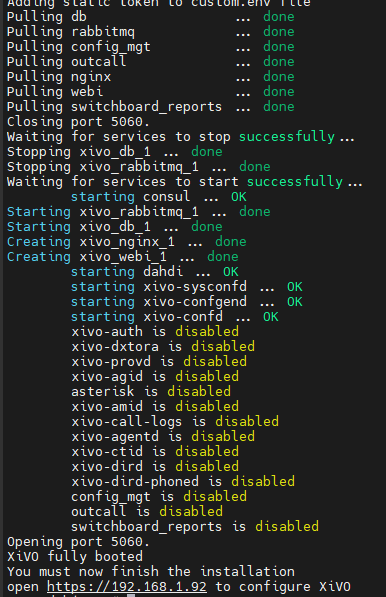 Adding static token to custom.env file
Pulling db                 ... done
Pulling rabbitmq           ... done
Pulling config_mgt         ... done
Pulling outcall            ... done
Pulling nginx              ... done
Pulling webi               ... done
Pulling switchboard_reports ... done
Closing port 5060.
Waiting for services to stop successfully...
Stopping xivo_db_1 ... done
Stopping xivo_rabbitmq_1 ... done
Waiting for services to start successfully...
starting consul ... OK
Starting xivo_rabbitmq_1 ... done
Starting xivo_db_1 ... done
Creating xivo_nginx_1 ... done
Creating xivo_webi_1 ... done
starting dahdi ... OK
starting xivo-sysconfd ... OK
starting xivo-confgend ... OK
starting xivo-confd ... OK
xivo-auth is disabled
xivo-dxtora is disabled
xivo-provd is disabled
xivo-agid is disabled
asterisk is disabled
xivo-amid is disabled
xivo-call-logs is disabled
xivo-agentd is disabled
xivo-ctid is disabled
xivo-dird is disabled
xivo-dird-phoned is disabled
config_mgt is disabled
outcall is disabled
switchboard_reports is disabled
Opening port 5060.
XiVO fully booted
You must now finish the installation
open https://192.168.1.92 to configure XiVO